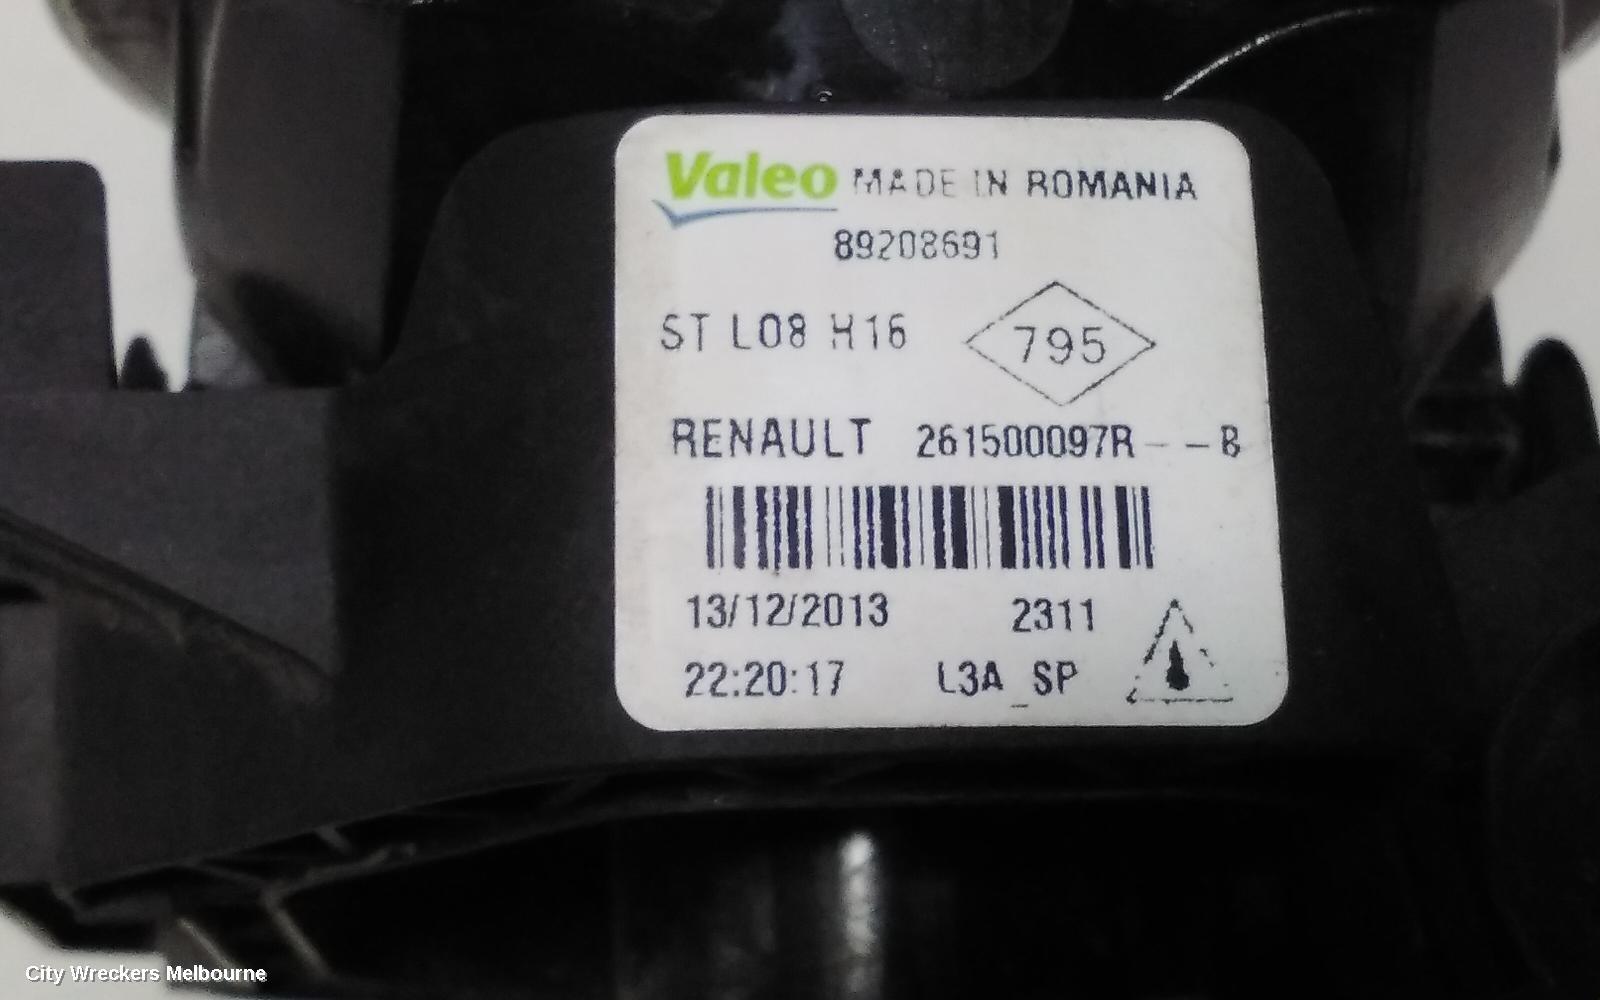 Valeo MADE IN ROMANIA
89208691
ST L08 H16
795
RENAULT 261500097R--B
13/12/2013 2311
22:20:17 L3A_SP
City Wreckers Melbourne